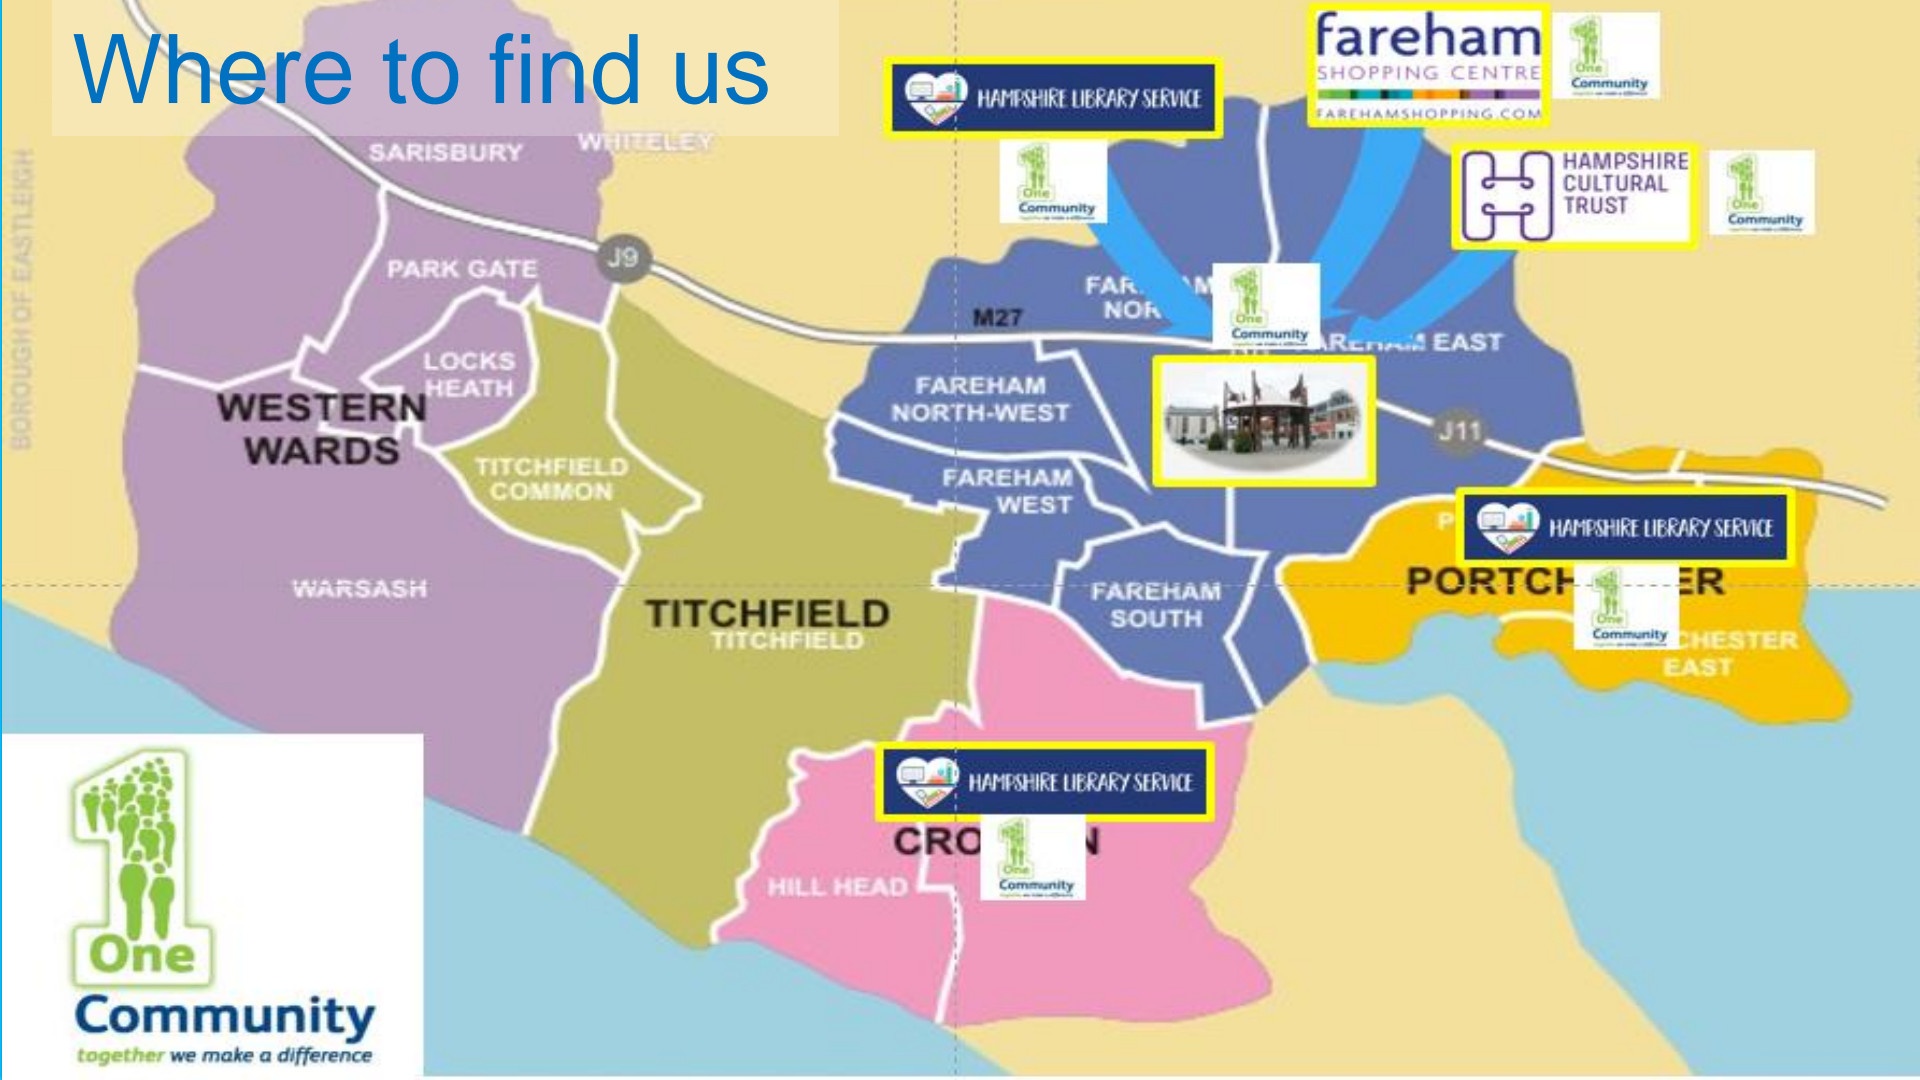 Where to find us
fareham
SHOPPING CENTRE
FAREHAMSHOPPING.COM
One
Community
HAMPSHIRE LIBRARY SERVICE
One
Community
HAMPSHIRE
CULTURAL
TRUST
One
Community
SARISBURY
WHITELEY
BOROUGH OF EASTLEIGH
J9
PARK GATE
M27
One
Community
EAST
LOCKS
HEATH
WESTERN
WARDS
FAREHAM
NORTH-WEST
J11
TITCHFIELD
COMMON
FAREHAM
WEST
HAMPSHIRE LIBRARY SERVICE
One
Community
WARSASH
TITCHFIELD
TITCHFIELD
FAREHAM
SOUTH
EAST
HAMPSHIRE LIBRARY SERVICE
One
Community
HILL HEAD
One
Community
together we make a difference